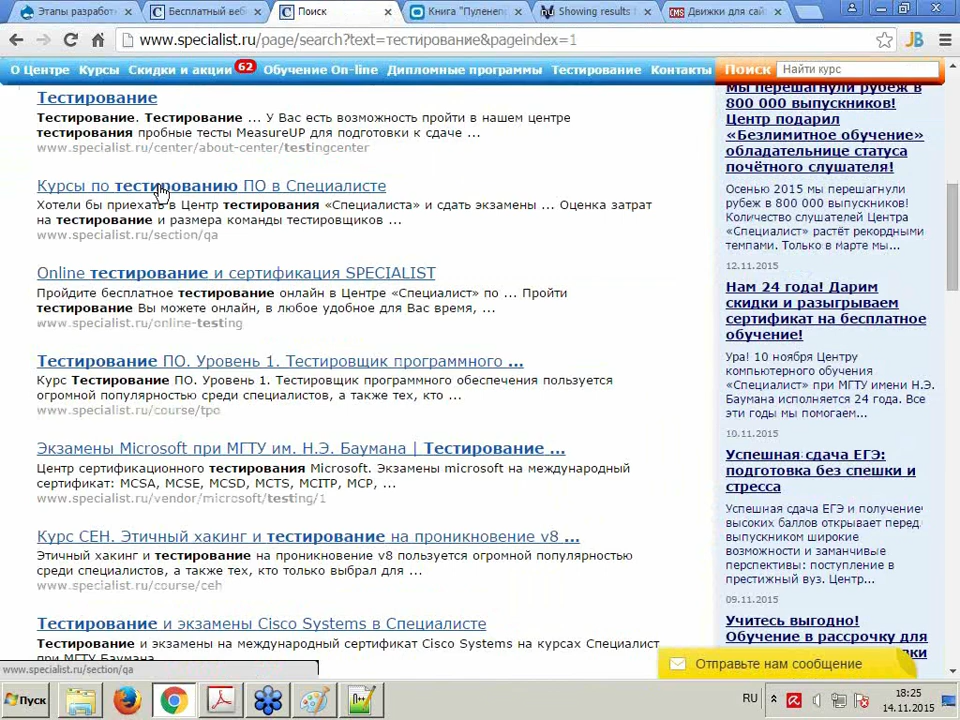 Этапы разработ
Бесплатный веб
Поиск
Книга "Пуленеп
Showing results f
Движки для сай
www.specialist.ru/page/search?text=тестирование&pageindex=1
О Центре Курсы Скидки и акции 62 Обучение On-line Дипломные программы Тестирование Контакты Поиск Найти курс
Тестирование
Тестирование. Тестирование ... У Вас есть возможность пройти в нашем центре
тестирования пробные тесты MeasureUP для подготовки к сдаче ...
www.specialist.ru/center/about-center/testingcenter
Курсы по тестированию ПО в Специалисте
Хотели бы приехать в Центр тестирования «Специалиста» и сдать экзамены ... Оценка затрат
на тестирование и размера команды тестировщиков ...
www.specialist.ru/section/qa
Online тестирование и сертификация SPECIALIST
Пройдите бесплатное тестирование онлайн в Центре «Специалист» по ... Пройти
тестирование Вы можете онлайн, в любое удобное для Вас время, ...
www.specialist.ru/online-testing
Тестирование ПО. Уровень 1. Тестировщик программного ...
Курс Тестирование ПО. Уровень 1. Тестировщик программного обеспечения пользуется
огромной популярностью среди специалистов, а также тех, кто ...
www.specialist.ru/course/tpo
Экзамены Microsoft при МГТУ им. Н.Э. Баумана | Тестирование ...
Центр сертификационного тестирования Microsoft. Экзамены microsoft на международный
сертификат: MCSA, MCSE, MCSD, MCTS, MCITP, MCP, ...
www.specialist.ru/vendor/microsoft/testing/1
Курс CEH. Этичный хакинг и тестирование на проникновение v8 ...
Этичный хакинг и тестирование на проникновение v8 пользуется огромной популярностью
среди специалистов, а также тех, кто только выбрал для ...
www.specialist.ru/course/ceh
Тестирование и экзамены Cisco Systems в Специалисте
Тестирование и экзамены на международный сертификат Cisco Systems на курсах Специалист
при МГТУ Баумана.
Мы перешагнули рубеж в
800 000 выпускников!
Центр подарил
«Безлимитное обучение»
обладательнице статуса
почётного слушателя!
Осенью 2015 мы перешагнули
рубеж в 800 000 выпускников!
Количество слушателей Центра
«Специалист» растёт рекордными
темпами. Только в марте мы...
12.11.2015
Нам 24 года! Дарим
скидки и разыгрываем
сертификат на бесплатное
обучение!
Ура! 10 ноября Центру
компьютерного обучения
«Специалист» при МГТУ имени Н.Э.
Баумана исполняется 24 года. Все
эти годы мы помогаем...
10.11.2015
Успешная сдача ЕГЭ:
подготовка без спешки и
стресса
Успешная сдача ЕГЭ и получение
высоких баллов открывает перед
выпускником широкие
возможности и заманчивые
перспективы: поступление в
престижный вуз. Центр...
09.11.2015
Учитесь выгодно!
Обучение в рассрочку для
Отправьте нам сообщение
www.specialist.ru/section/qa
Пуск
RU
18:25
14.11.2015